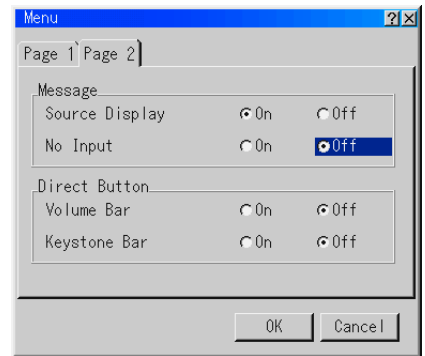 Menu ? ×
Page 1 Page 2
Message
Source Display On Off
No Input On Off
Direct Button
Volume Bar On Off
Keystone Bar On Off
OK Cancel